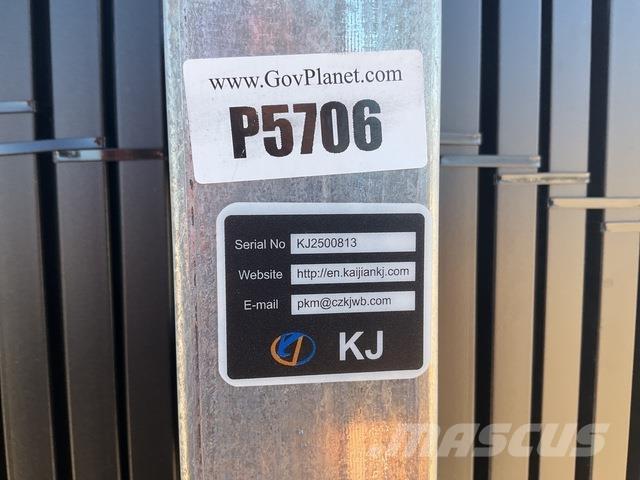 www.GovPlanet.com
P5706
Serial No KJ2500813
Website http://en.kaijiankj.com
E-mail pkm@czkjwb.com
KJ
MASCUS